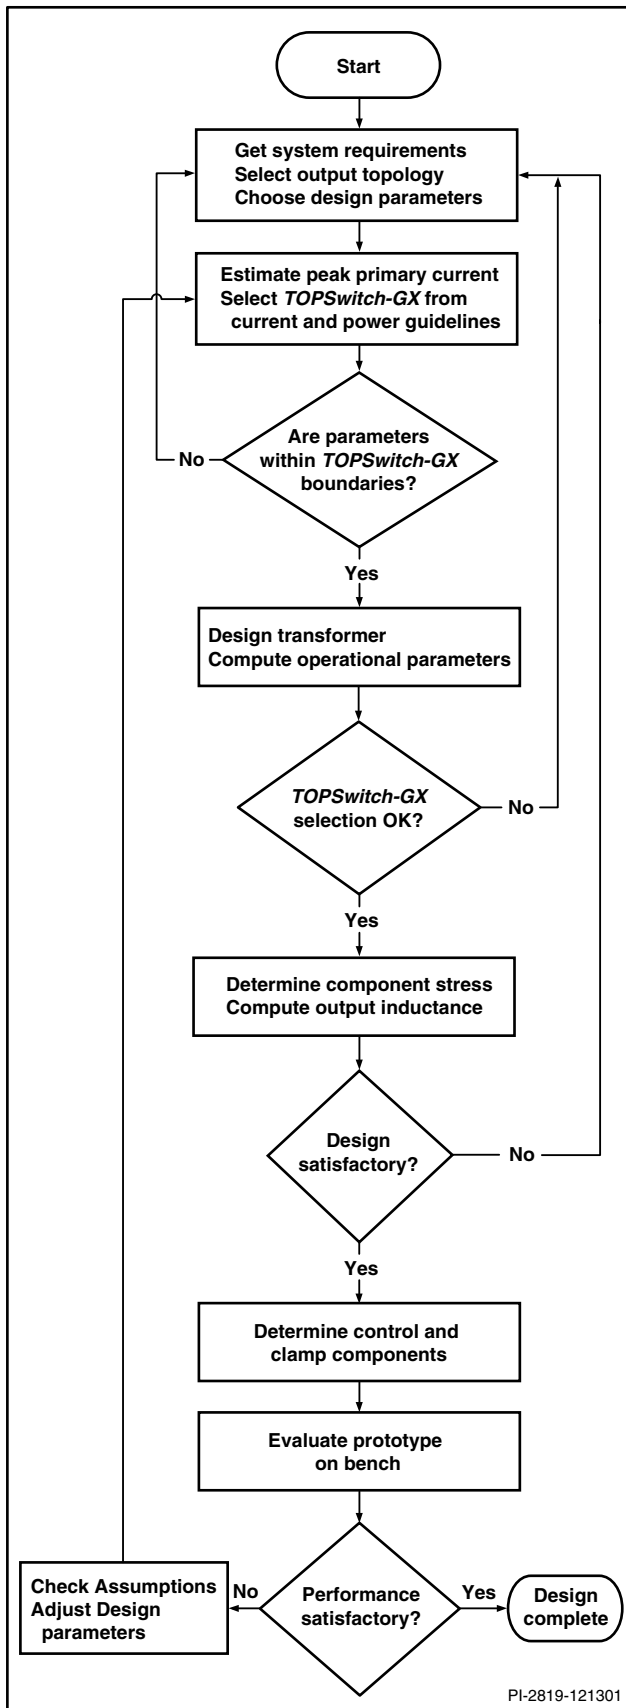 Start
Get system requirements
Select output topology
Choose design parameters
Estimate peak primary current
Select TOPSwitch-GX from
current and power guidelines
Are parameters
within TOPSwitch-GX
boundaries?
No
Yes
Design transformer
Compute operational parameters
TOPSwitch-GX
selection OK?
No
Yes
Determine component stress
Compute output inductance
Design
satisfactory?
No
Yes
Determine control and
clamp components
Evaluate prototype
on bench
Performance
satisfactory?
No
Yes
Check Assumptions
Adjust Design
parameters
Design
complete
PI-2819-121301